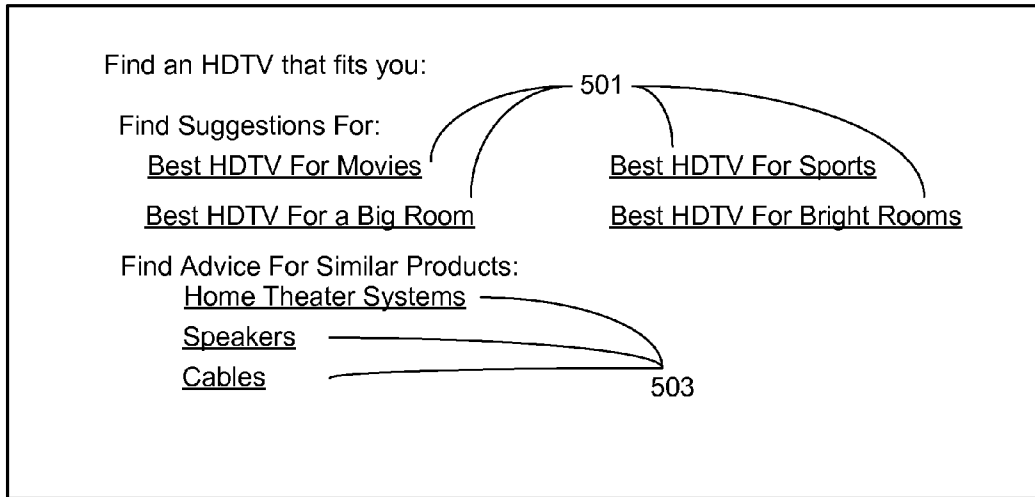 Find an HDTV that fits you:
501
Find Suggestions For:
Best HDTV For Movies
Best HDTV For Sports
Best HDTV For a Big Room
Best HDTV For Bright Rooms
Find Advice For Similar Products:
Home Theater Systems
Speakers
Cables
503